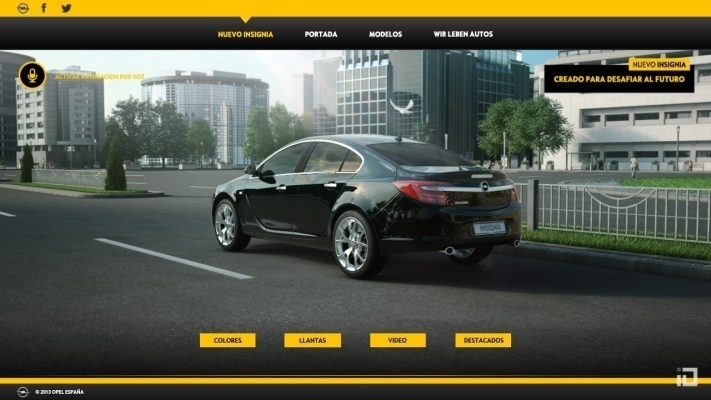 NUEVO INSIGNIA
PORTADA
MODELOS
WIR LEBEN AUTOS
ACTIVAR NAVEGACION POR VOZ
NUEVO INSIGNIA
CREADO PARA DESAFIAR AL FUTURO
INSIGNIA
COLORES
LLANTAS
VIDEO
DESTACADOS
© 2013 OPEL ESPAÑA